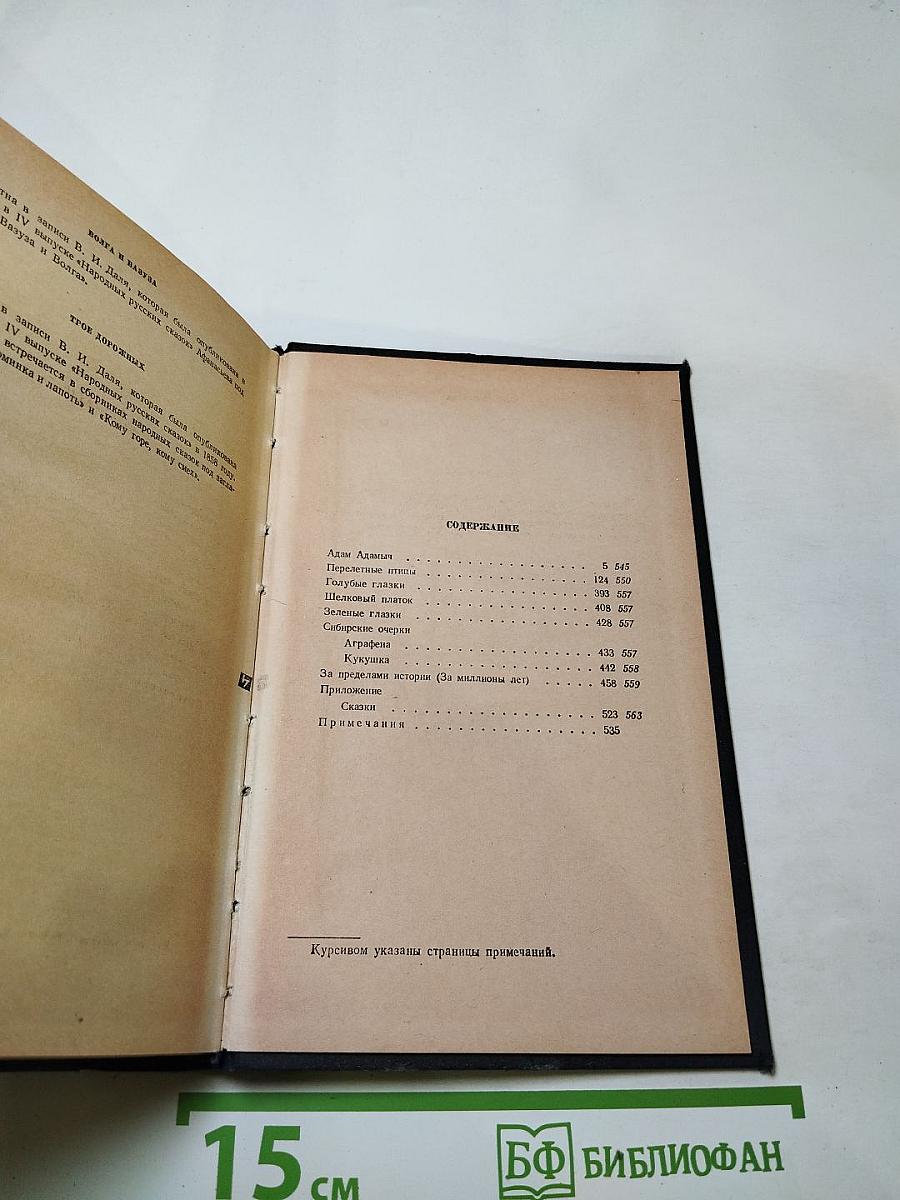 ВОЛГА И ВАЗУЗА
тна в записи В. И. Даля, которая была опубликована в
в IV выпуске «Народных русских сказок» Афанасьева под
Вазуза и Волга».
ТРОЕ ДОРОЖНЫХ
в записи В. И. Даля, которая была опубликована
IV выпуске «Народных русских сказок» в 1858 году.
встречается в сборниках народных сказок под загла-
оминка и лапоть» и «Кому горе, кому смех».
СОДЕРЖАНИЕ
Адам Адамыч . . . . . . . . . . . . . . . . . 5 545
Перелетные птицы . . . . . . . . . . . . . . . 124 550
Голубые глазки . . . . . . . . . . . . . . . . 393 557
Шелковый платок . . . . . . . . . . . . . . . 408 557
Зеленые глазки . . . . . . . . . . . . . . . . 428 557
Сибирские очерки
Аграфена . . . . . . . . . . . . . . . . . 433 557
Кукушка . . . . . . . . . . . . . . . . . 442 558
За пределами истории (За миллионы лет) . . . . . 458 559
Приложение
Сказки . . . . . . . . . . . . . . . . . . 523 563
Примечания . . . . . . . . . . . . . . . . . 535
Курсивом указаны страницы примечаний.
15 см
БФ БИБЛИОФАН